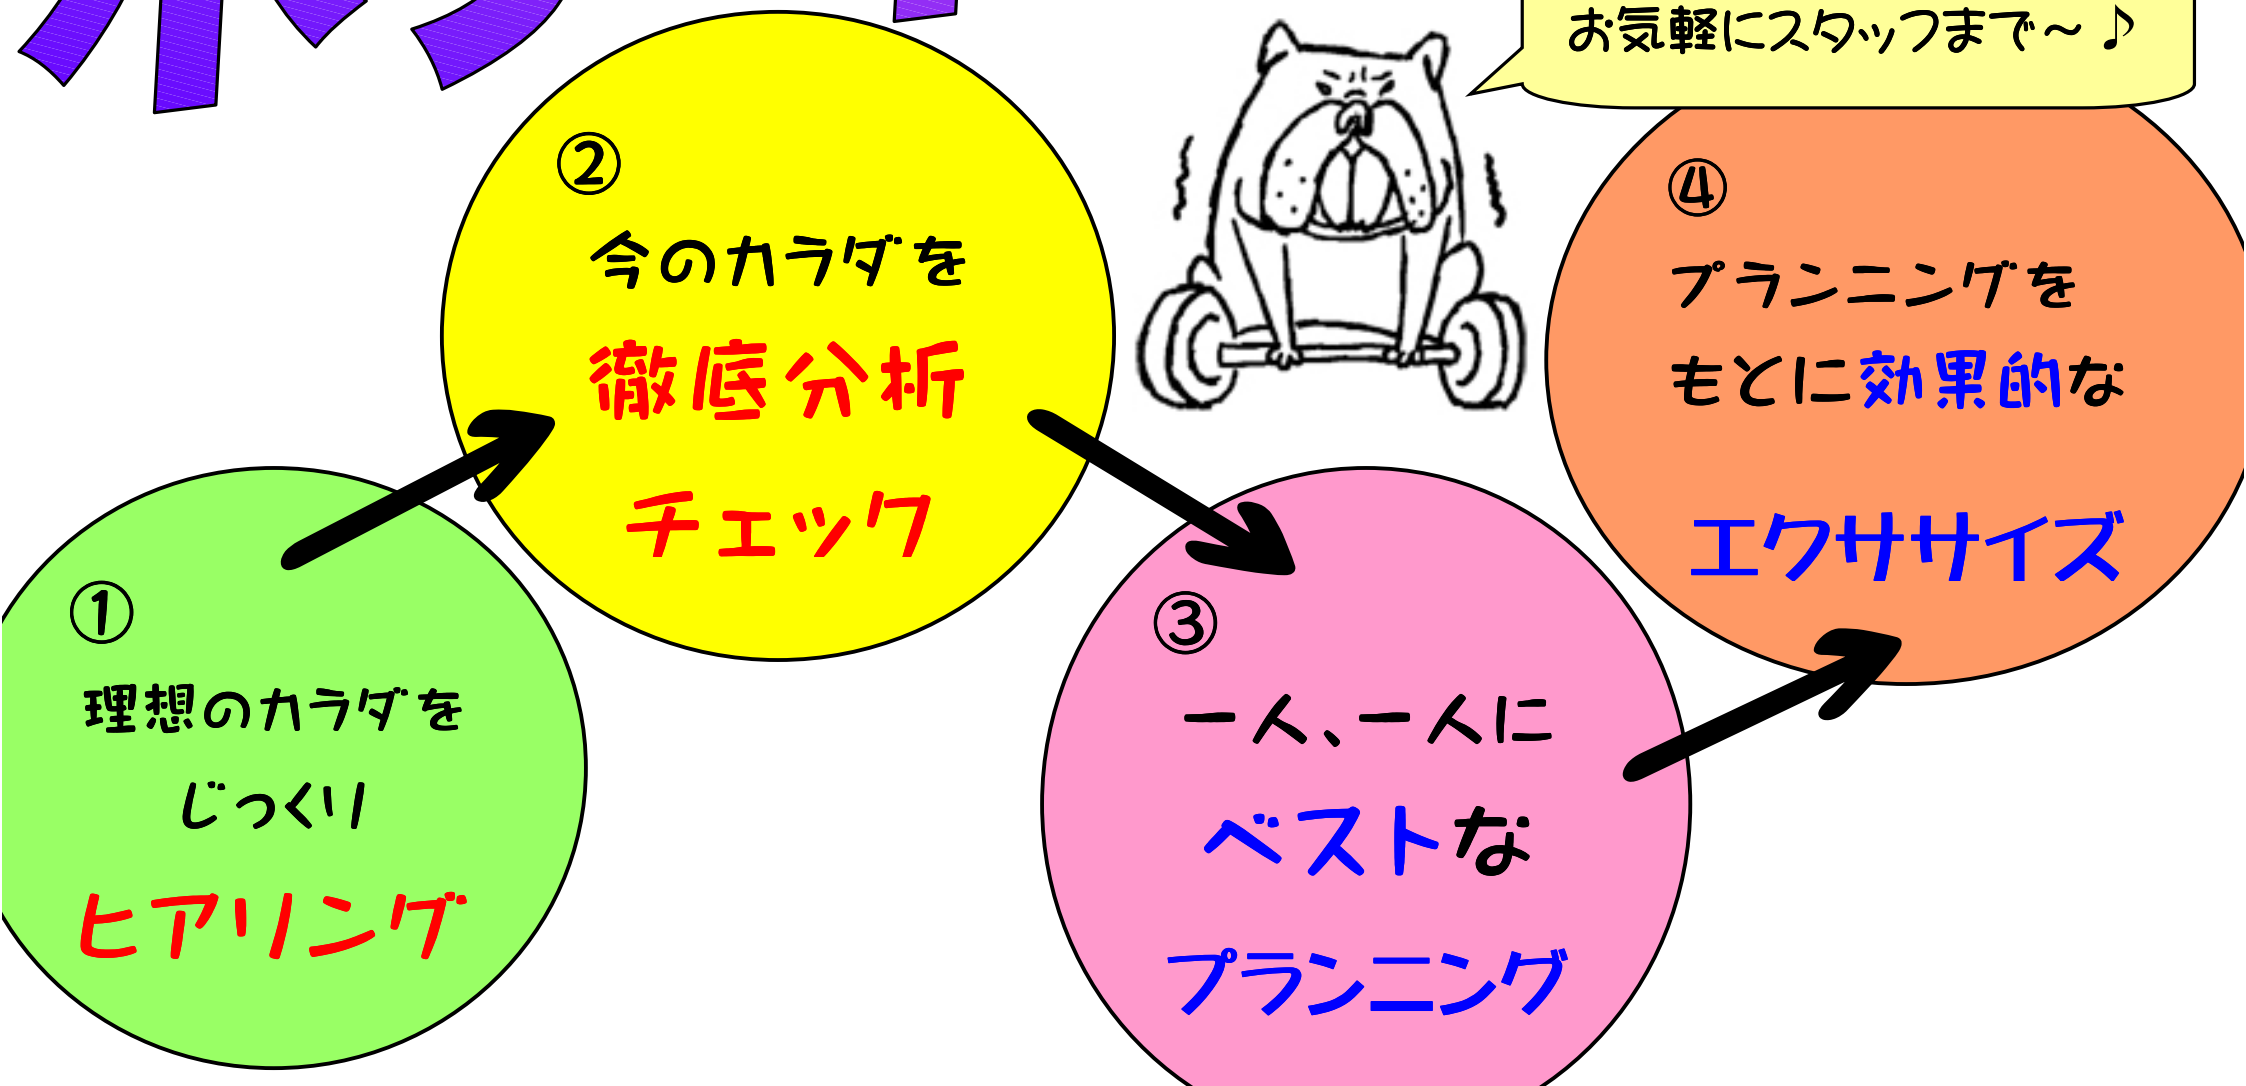 お気軽にスタッフまで～♪
①
理想のカラダを
じっくり
ヒアリング
②
今のカラダを
徹底分析
チェック
③
一人、一人に
ベストな
プランニング
④
プランニングを
もとに効果的な
エクササイズ